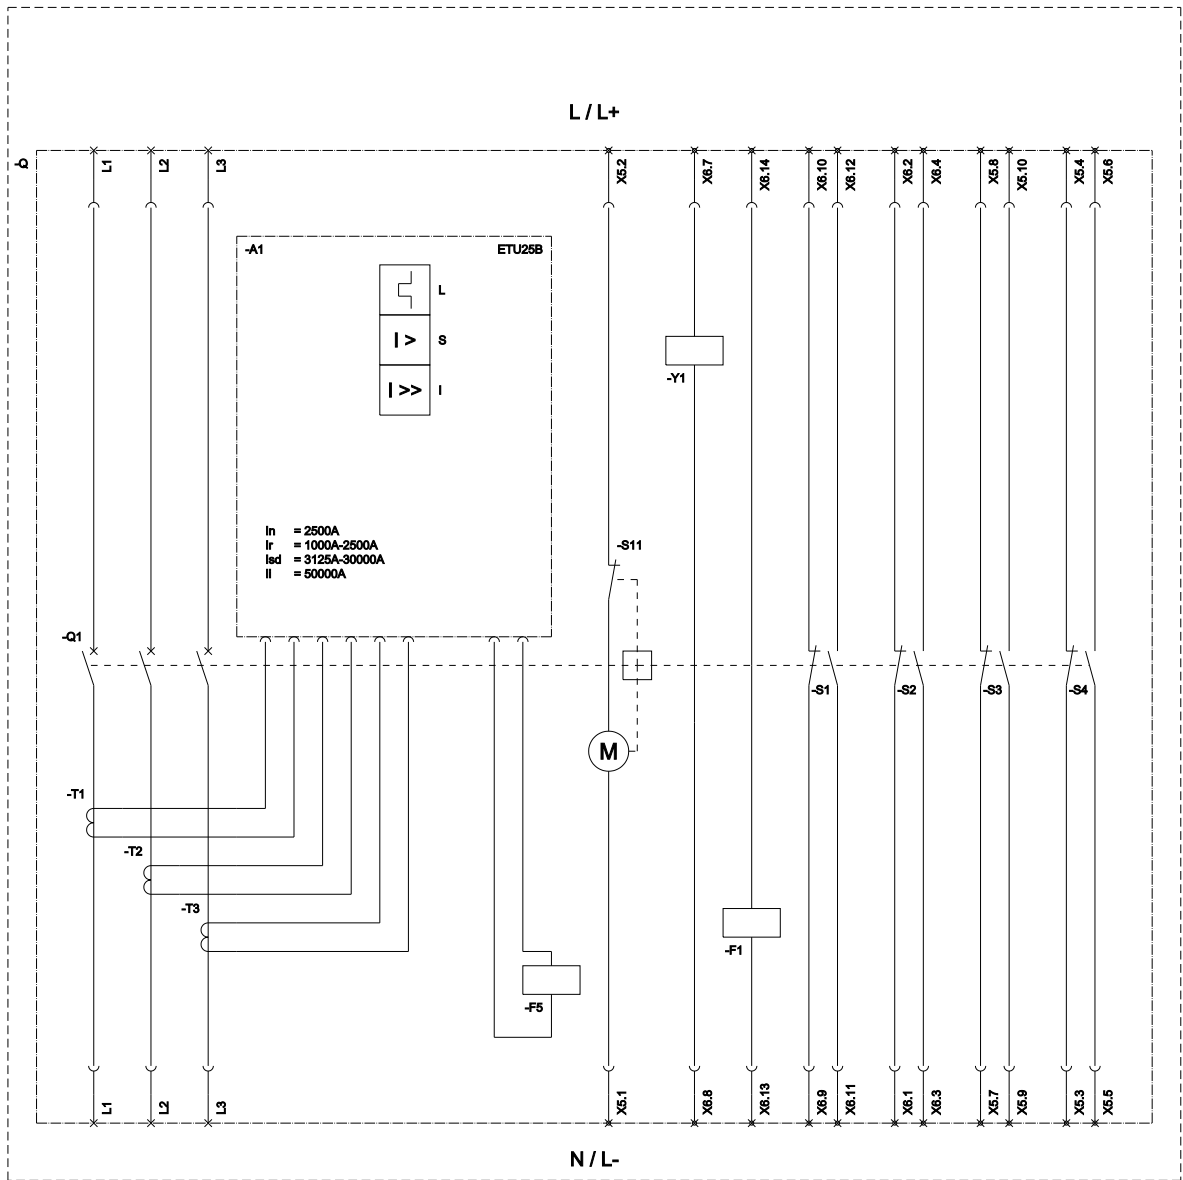 L / L+
-Q
L1
L2
L3
X5.2
X6.7
X6.14
X6.10
X6.12
X6.2
X6.4
X5.8
X5.10
X5.4
X5.6
-A1
ETU25B
L
I > S
I >> I
-Y1
In = 2500A
Ir = 1000A-2500A
Isd = 3125A-30000A
Ii = 50000A
-S11
-Q1
-S1
-S2
-S3
-S4
M
-T1
-T2
-T3
-F1
-F5
L1
L2
L3
X5.1
X6.8
X6.13
X6.9
X6.11
X6.1
X6.3
X5.7
X5.9
X5.3
X5.5
N / L-